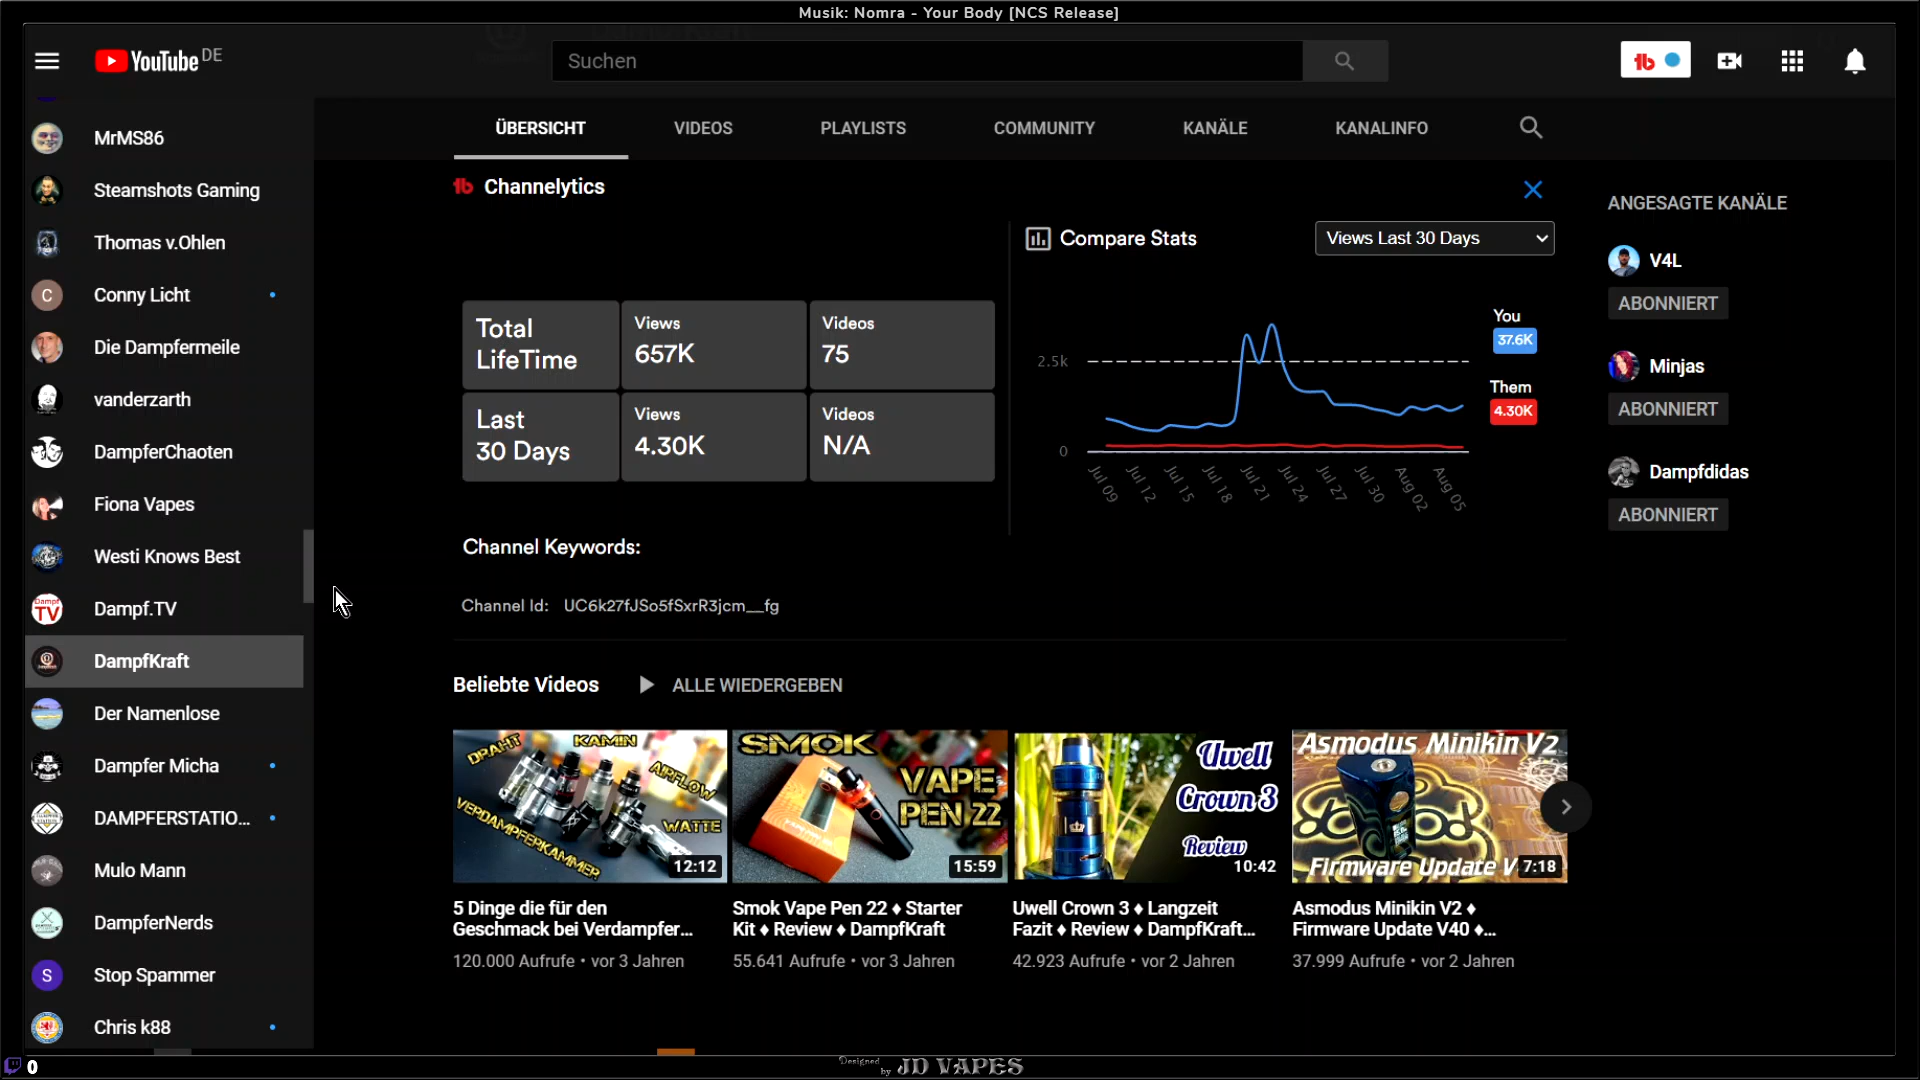 Musik: Nomra - Your Body [NCS Release]
YouTube DE
Suchen
MrMS86
Steamshots Gaming
Thomas v.Ohlen
C Conny Licht
Die Dampfermeile
vanderzarth
DampferChaoten
Fiona Vapes
Westi Knows Best
Dampf TV
Dampf.TV
DampfKraft
Der Namenlose
Dampfer Micha
DAMPFERSTATIO...
Mulo Mann
DampferNerds
S Stop Spammer
Chris k88
0
ÜBERSICHT VIDEOS PLAYLISTS COMMUNITY KANÄLE KANALINFO
Channelytics
Total
LifeTime
Views
657K
Videos
75
Last
30 Days
Views
4.30K
Videos
N/A
Compare Stats
Views Last 30 Days
2.5k
0
Jul 09 Jul 12 Jul 15 Jul 18 Jul 21 Jul 24 Jul 27 Jul 30 Aug 02 Aug 05
You
37.6K
Them
4.30K
Channel Keywords:
Channel Id: UC6k27fJSo5fSxrR3jcm__fg
ANGESAGTE KANÄLE
V4L
ABONNIERT
Minjas
ABONNIERT
Dampfdidas
ABONNIERT
Beliebte Videos ALLE WIEDERGEBEN
DRAHT KAMIN
AIRFLOW
VERDAMPFERKAMMER
WATTE
12:12
5 Dinge die für den
Geschmack bei Verdampfer...
120.000 Aufrufe • vor 3 Jahren
SMOK
VAPE
PEN 22
15:59
Smok Vape Pen 22 ♦ Starter
Kit ♦ Review ♦ DampfKraft
55.641 Aufrufe • vor 3 Jahren
Uwell
Crown 3
Review
10:42
Uwell Crown 3 ♦ Langzeit
Fazit ♦ Review ♦ DampfKraft...
42.923 Aufrufe • vor 2 Jahren
Asmodus Minikin V2
Firmware Update V
7:18
Asmodus Minikin V2 ♦
Firmware Update V40 ♦...
37.999 Aufrufe • vor 2 Jahren
Designed
by JD VAPES